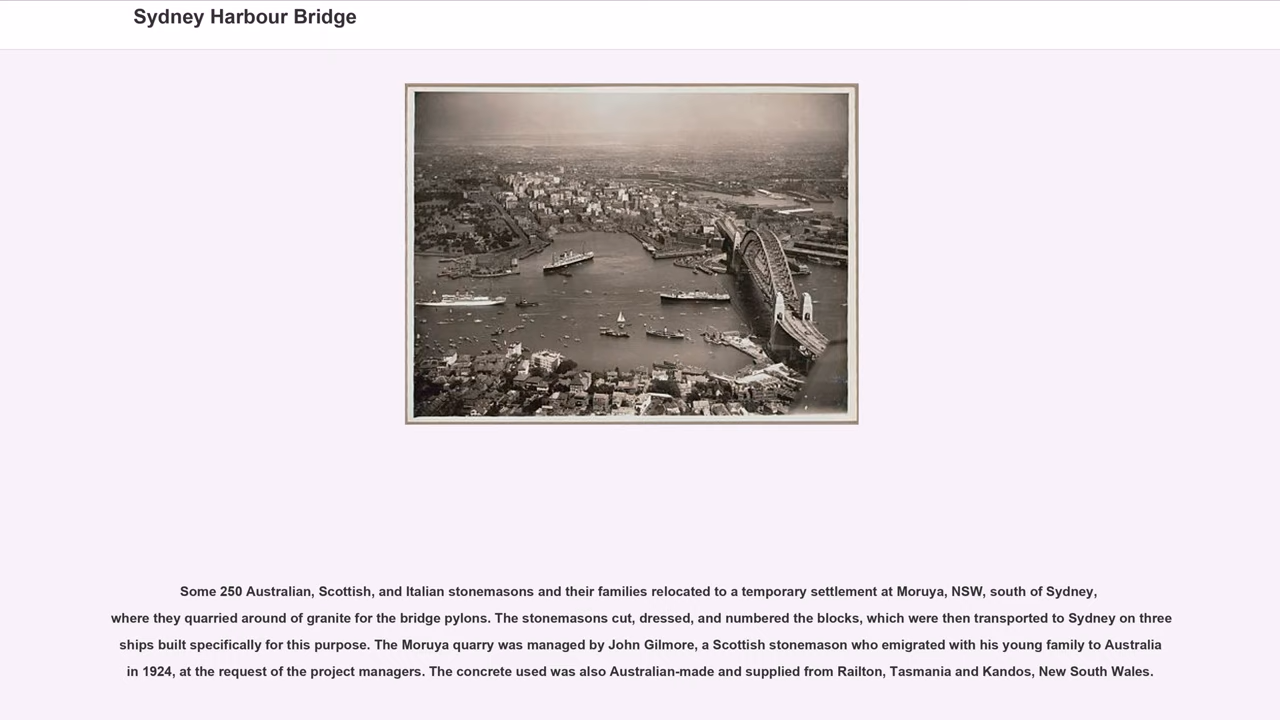 Sydney Harbour Bridge
Some 250 Australian, Scottish, and Italian stonemasons and their families relocated to a temporary settlement at Moruya, NSW, south of Sydney,
where they quarried around of granite for the bridge pylons. The stonemasons cut, dressed, and numbered the blocks, which were then transported to Sydney on three
ships built specifically for this purpose. The Moruya quarry was managed by John Gilmore, a Scottish stonemason who emigrated with his young family to Australia
in 1924, at the request of the project managers. The concrete used was also Australian-made and supplied from Railton, Tasmania and Kandos, New South Wales.